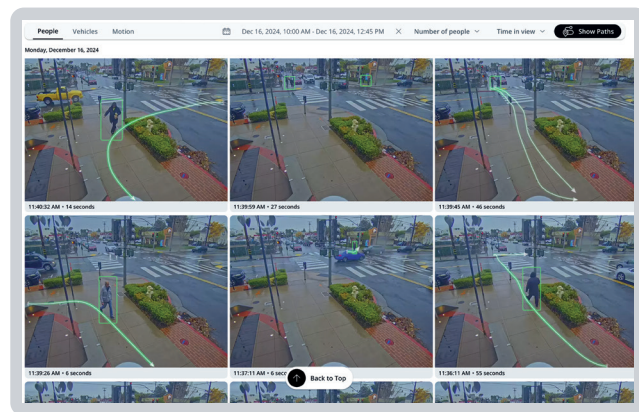 People Vehicles Motion Dec 16, 2024, 10:00 AM - Dec 16, 2024, 12:45 PM Number of people Time in view Show Paths
Monday, December 16, 2024
11:40:32 AM • 14 seconds 11:39:59 AM • 27 seconds 11:39:45 AM • 46 seconds
11:39:26 AM • 6 seconds 11:37:11 AM • 6 sec 11:36:11 AM • 55 seconds
Back to Top